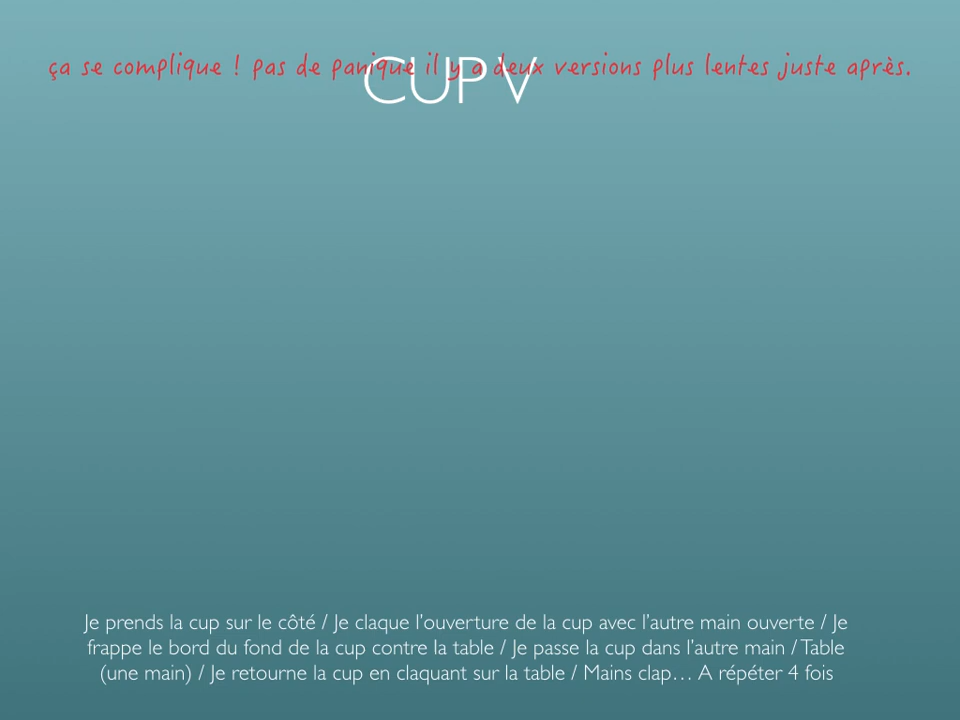 ça se complique ! pas de panique il y a deux versions plus lentes juste après.
CUP V
Je prends la cup sur le côté / Je claque l’ouverture de la cup avec l’autre main ouverte / Je
frappe le bord du fond de la cup contre la table / Je passe la cup dans l’autre main / Table
(une main) / Je retourne la cup en claquant sur la table / Mains clap… A répéter 4 fois